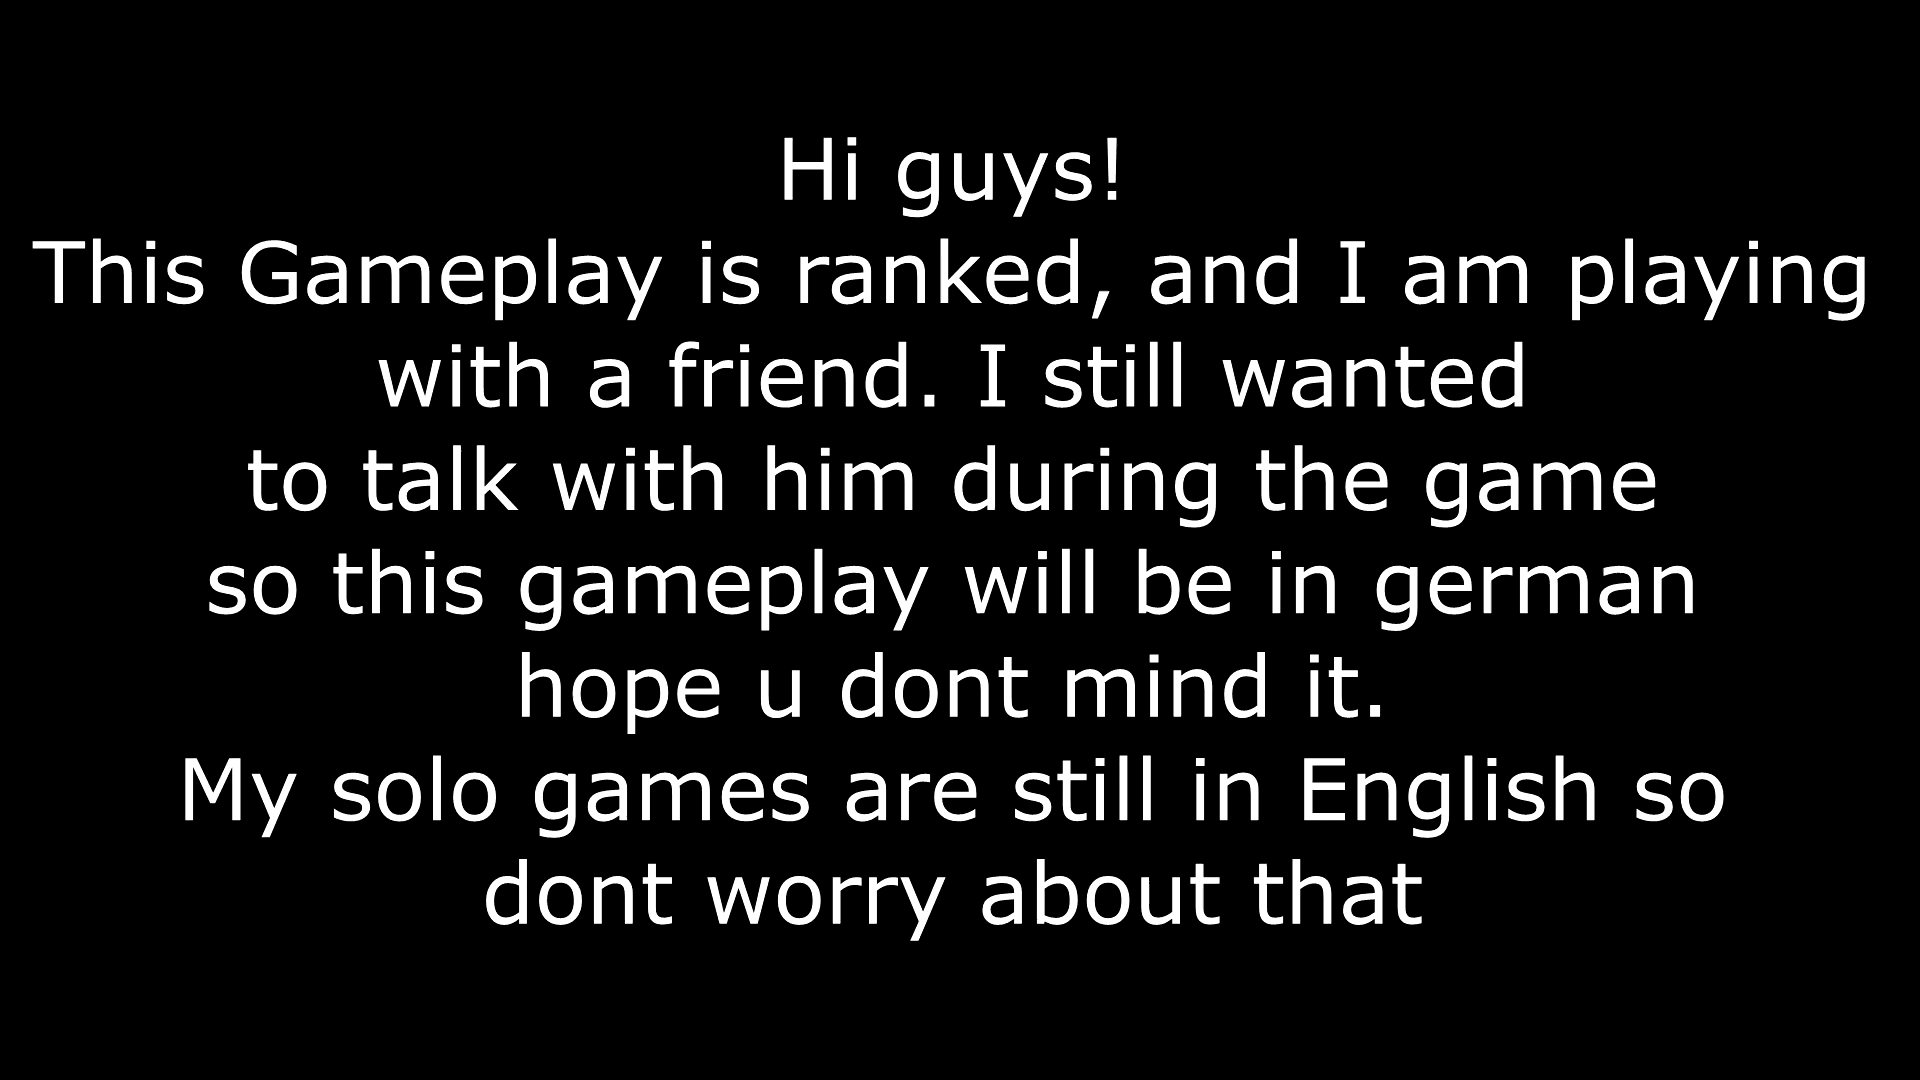 Hi guys!
This Gameplay is ranked, and I am playing
with a friend. I still wanted
to talk with him during the game
so this gameplay will be in german
hope u dont mind it.
My solo games are still in English so
dont worry about that